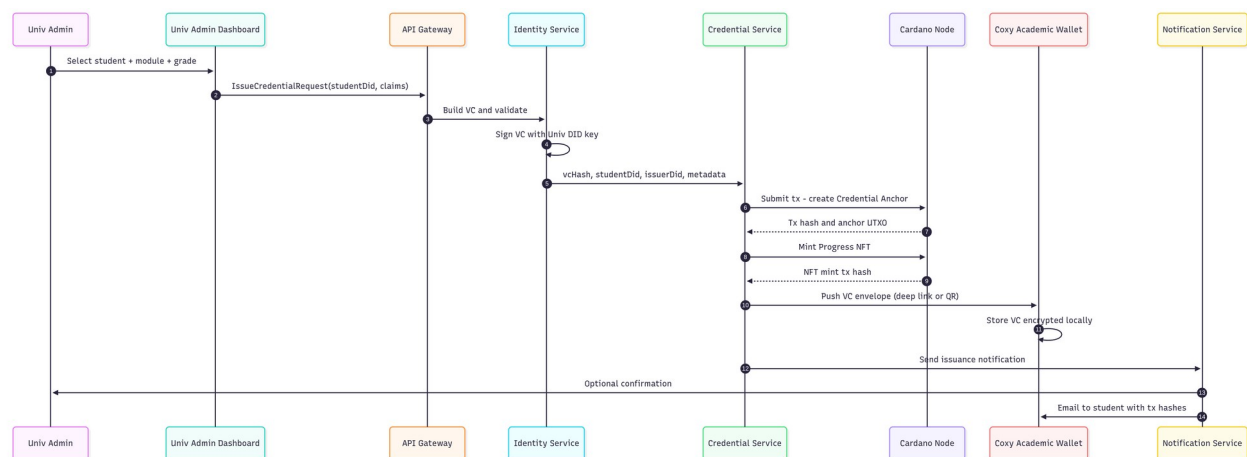 Univ Admin
Univ Admin Dashboard
API Gateway
Identity Service
Credential Service
Cardano Node
Coxy Academic Wallet
Notification Service
Select student + module + grade
1
IssueCredentialRequest(studentDid, claims)
2
Build VC and validate
3
Sign VC with Univ DID key
4
vcHash, studentDid, issuerDid, metadata
5
Submit tx - create Credential Anchor
6
Tx hash and anchor UTXO
7
Mint Progress NFT
8
NFT mint tx hash
9
Push VC envelope (deep link or QR)
10
Store VC encrypted locally
11
Send issuance notification
12
Optional confirmation
13
Email to student with tx hashes
14
Univ Admin
Univ Admin Dashboard
API Gateway
Identity Service
Credential Service
Cardano Node
Coxy Academic Wallet
Notification Service